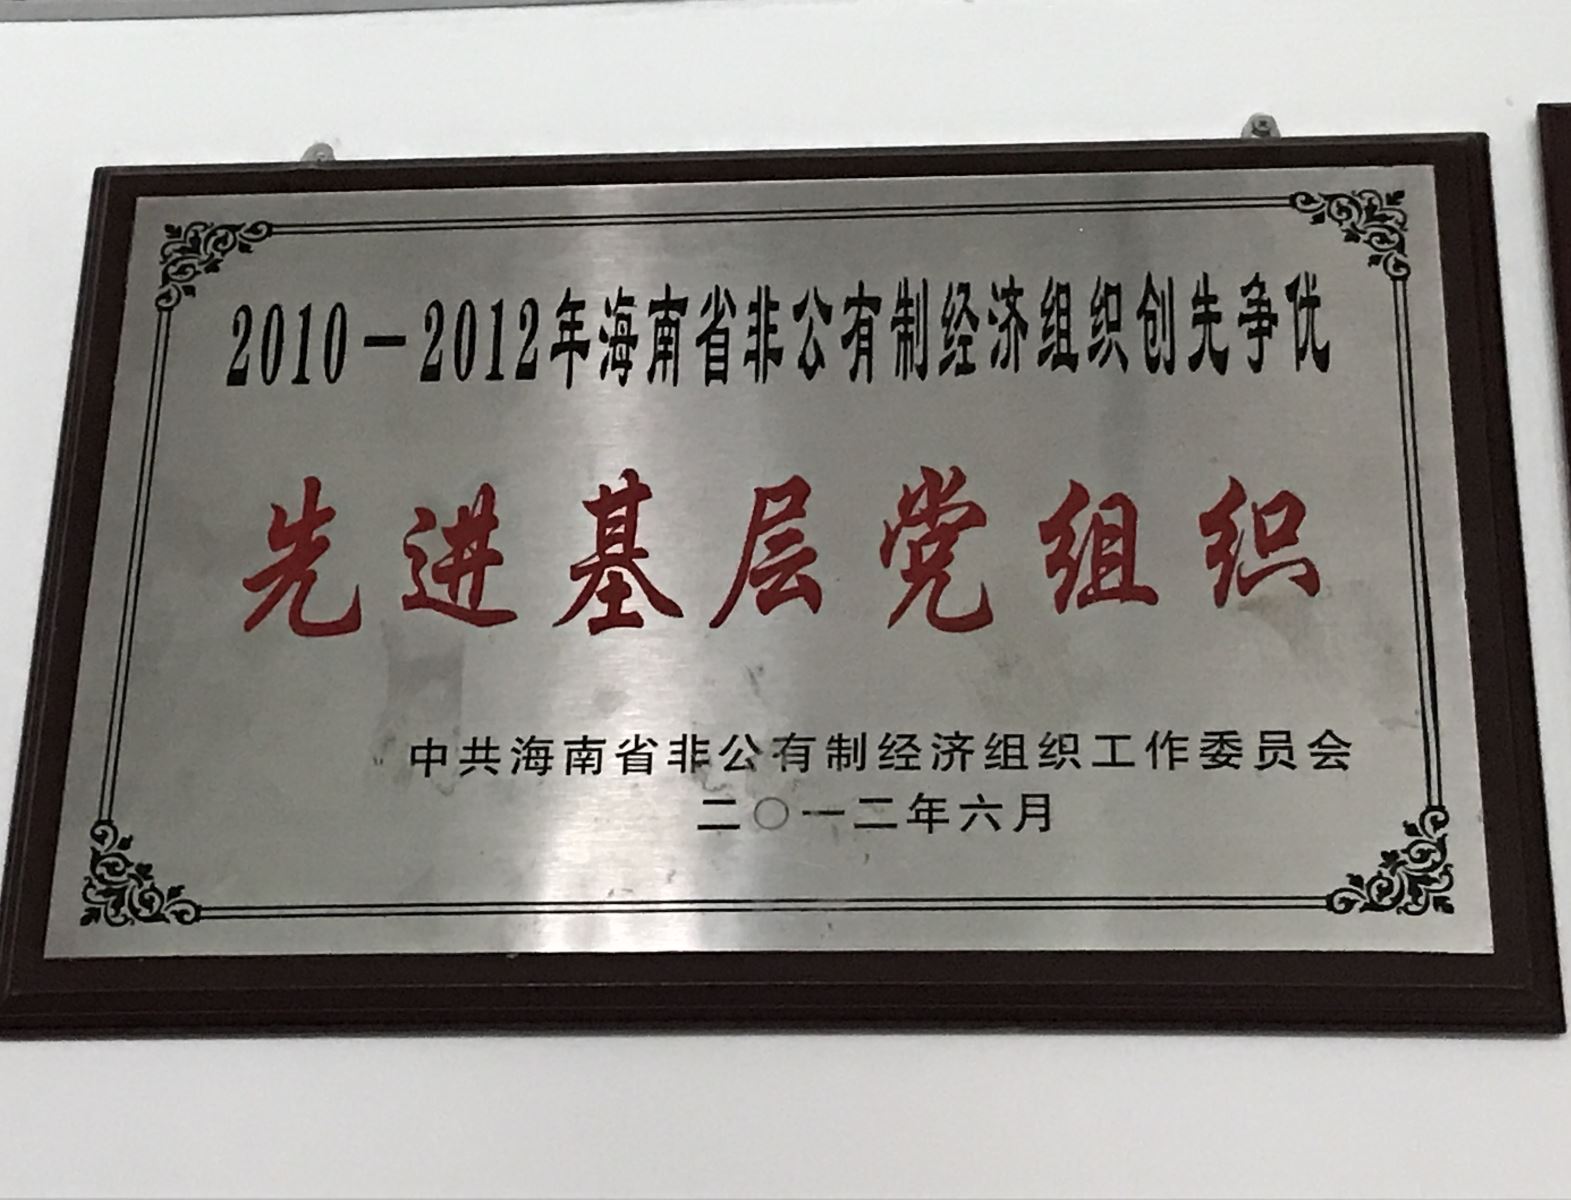 2010－2012年海南省非公有制经济组织创先争优
先进基层党组织
中共海南省非公有制经济组织工作委员会
二〇一二年六月